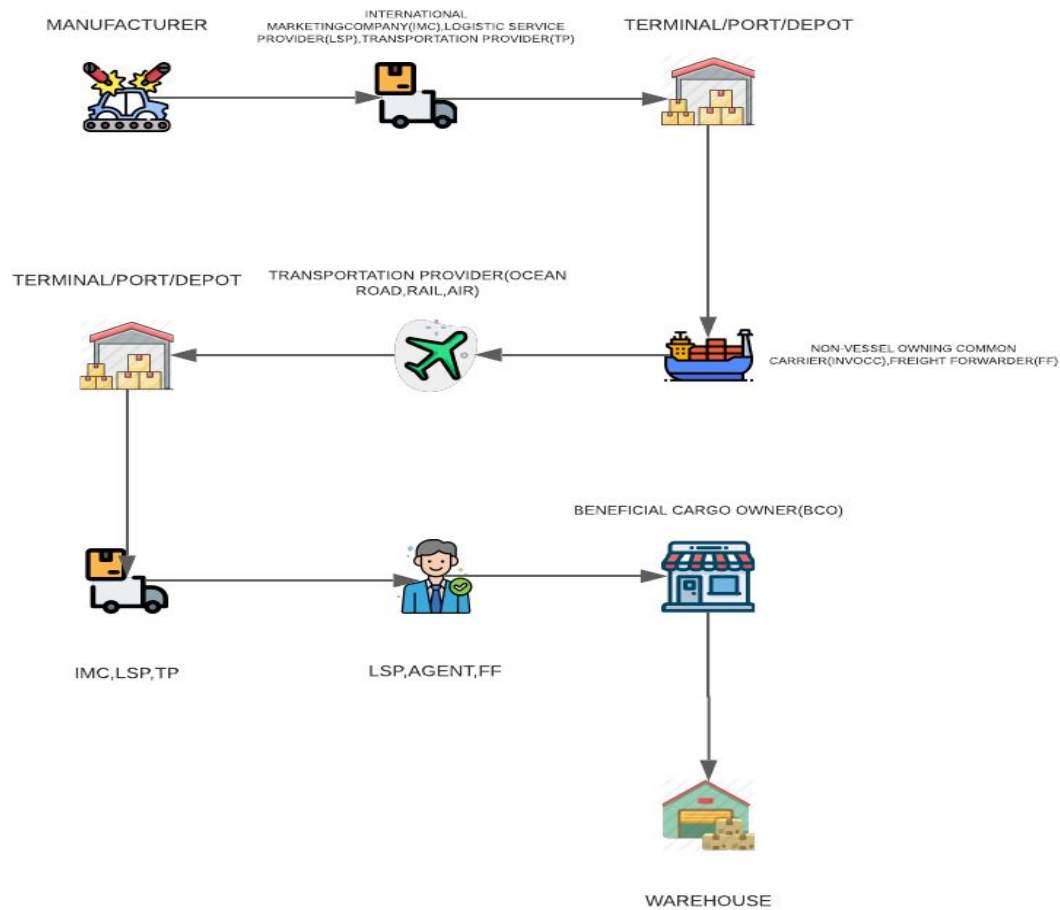 MANUFACTURER
INTERNATIONAL
MARKETINGCOMPANY(IMC),LOGISTIC SERVICE
PROVIDER(LSP),TRANSPORTATION PROVIDER(TP)
TERMINAL/PORT/DEPOT
TERMINAL/PORT/DEPOT
TRANSPORTATION PROVIDER(OCEAN
ROAD,RAIL,AIR)
NON-VESSEL OWNING COMMON
CARRIER(INVOCC),FREIGHT FORWARDER(FF)
BENEFICIAL CARGO OWNER(BCO)
IMC,LSP,TP
LSP,AGENT,FF
WAREHOUSE